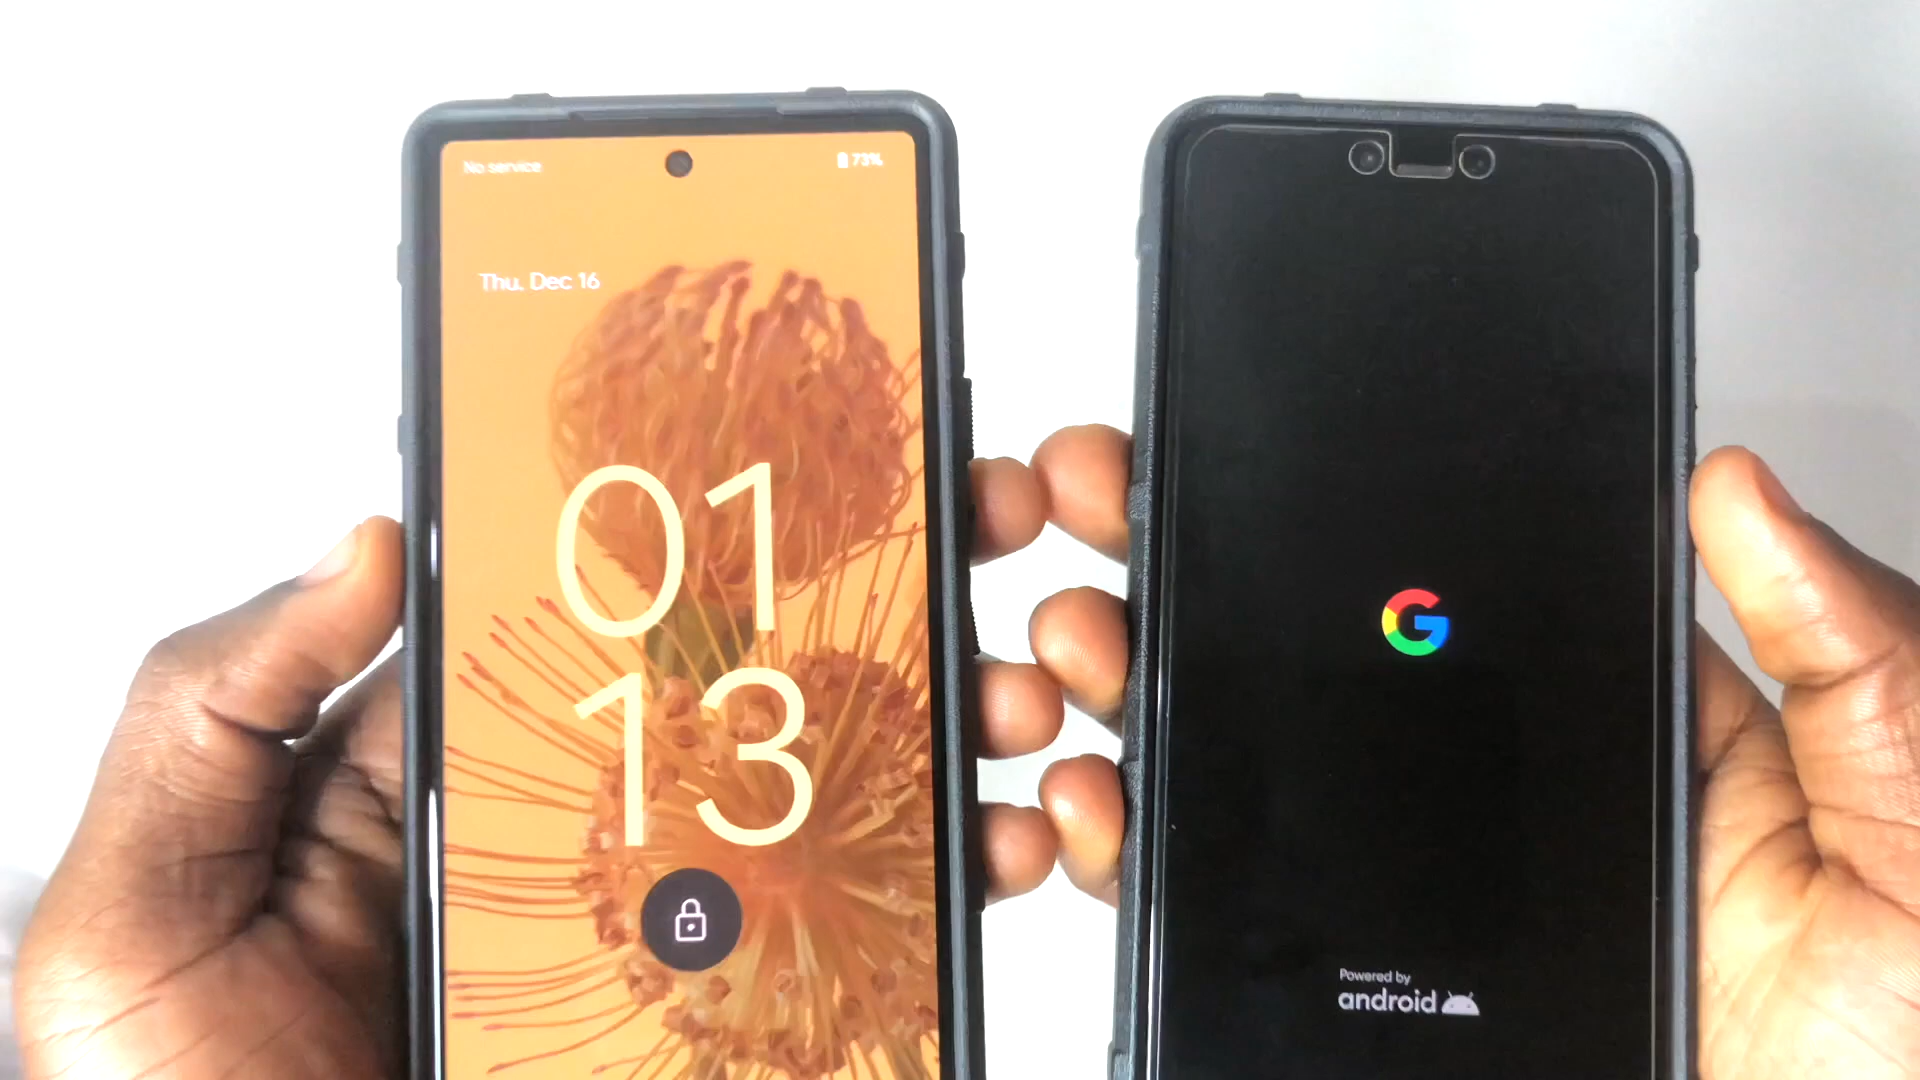 No service
73%
Thu, Dec 16
01
13
G
Powered by
android